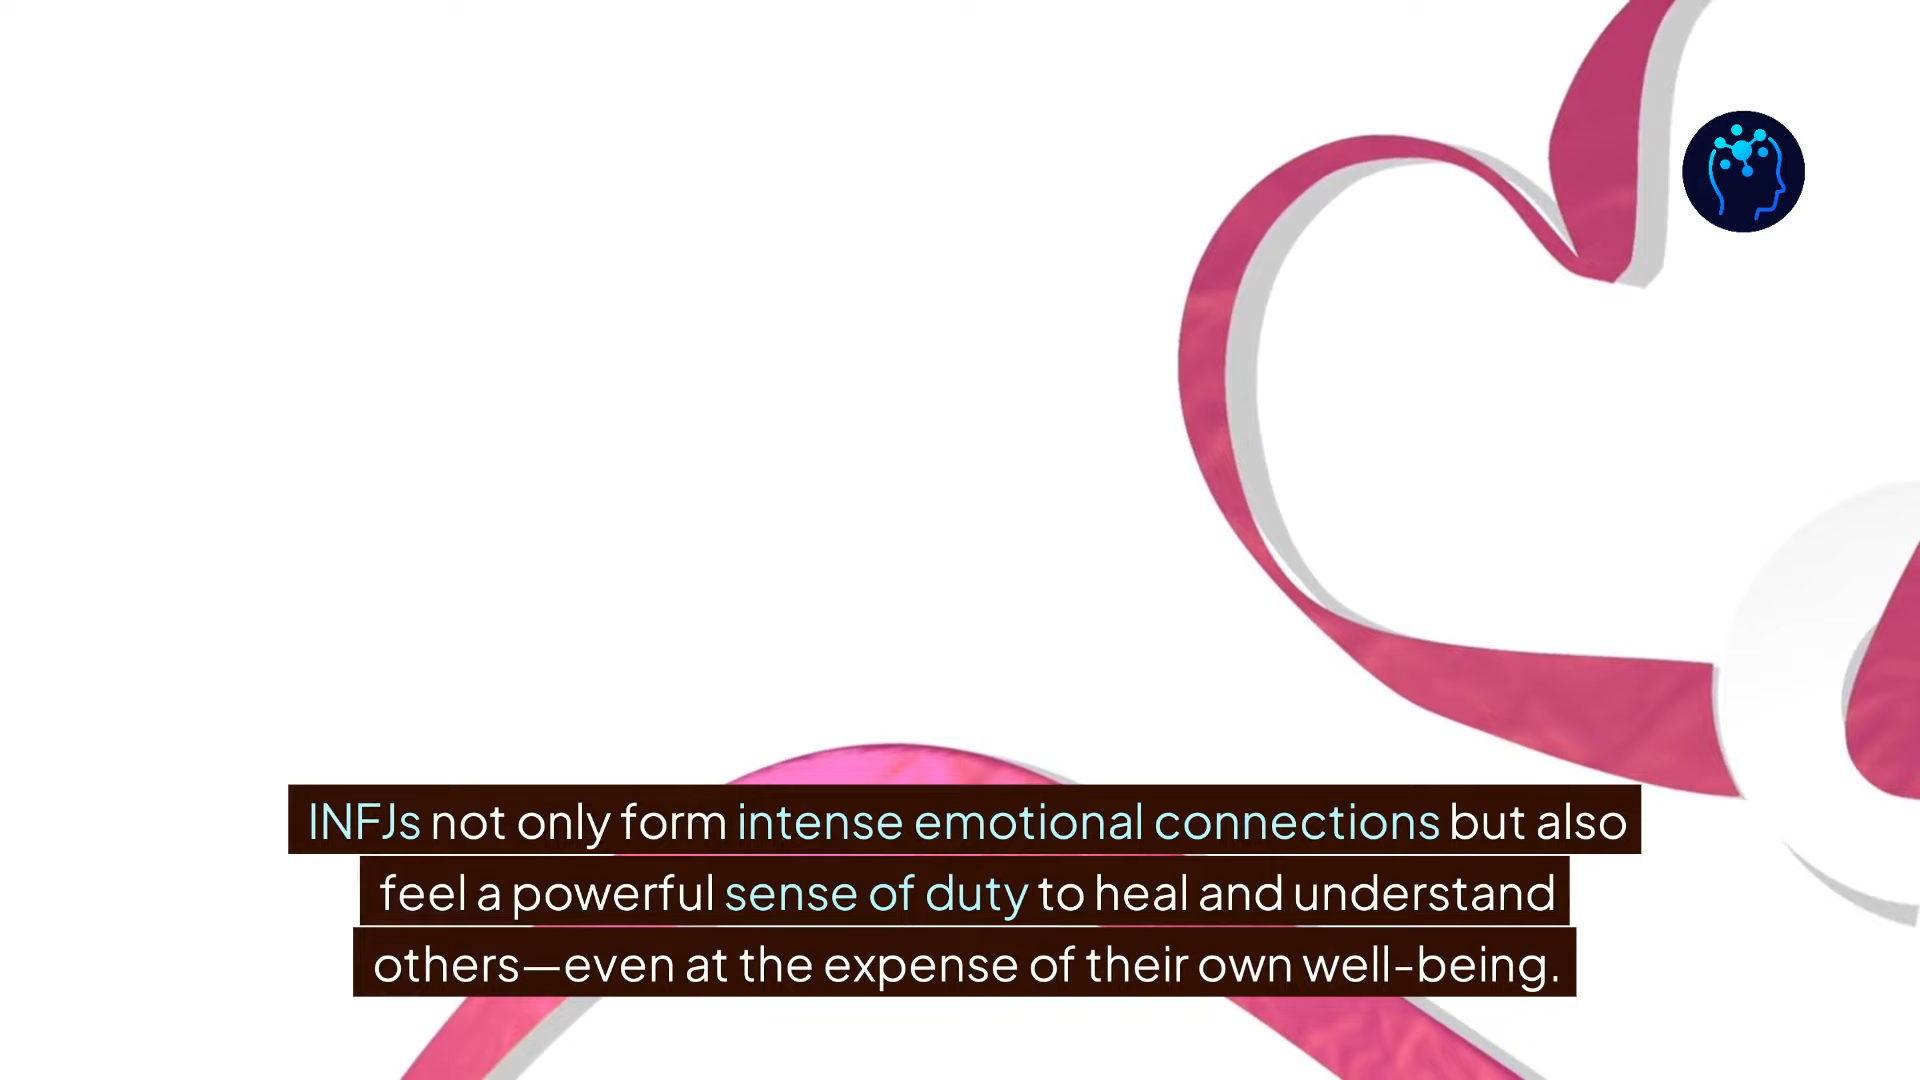 INFJs not only form intense emotional connections but also
feel a powerful sense of duty to heal and understand
others—even at the expense of their own well-being.